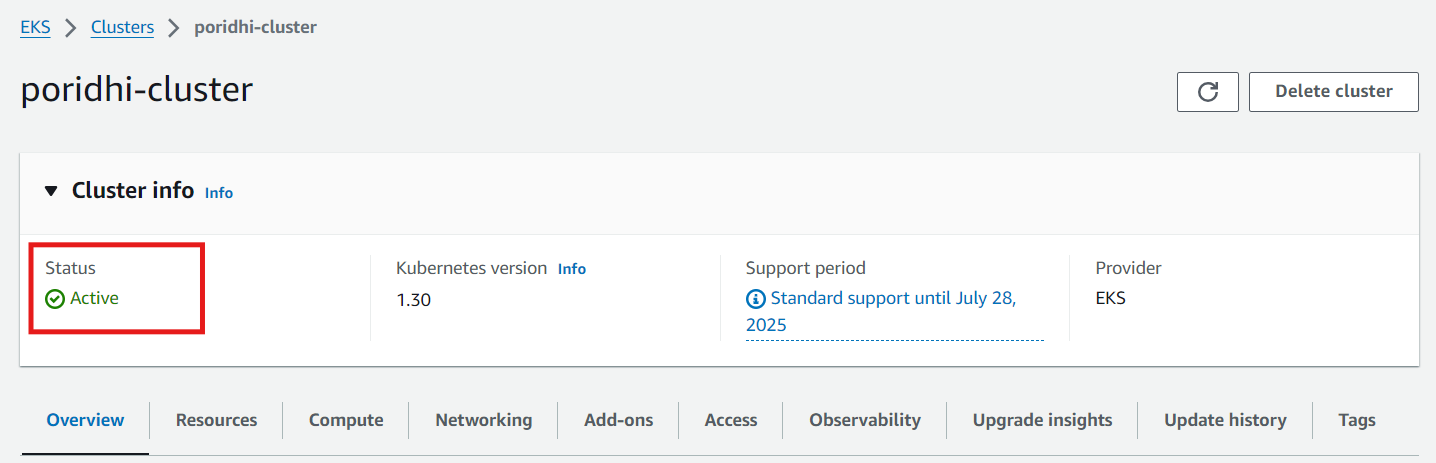 EKS > Clusters > poridhi-cluster
poridhi-cluster
Delete cluster
Cluster info Info
Status
Active
Kubernetes version Info
1.30
Support period
Standard support until July 28,
2025
Provider
EKS
Overview Resources Compute Networking Add-ons Access Observability Upgrade insights Update history Tags